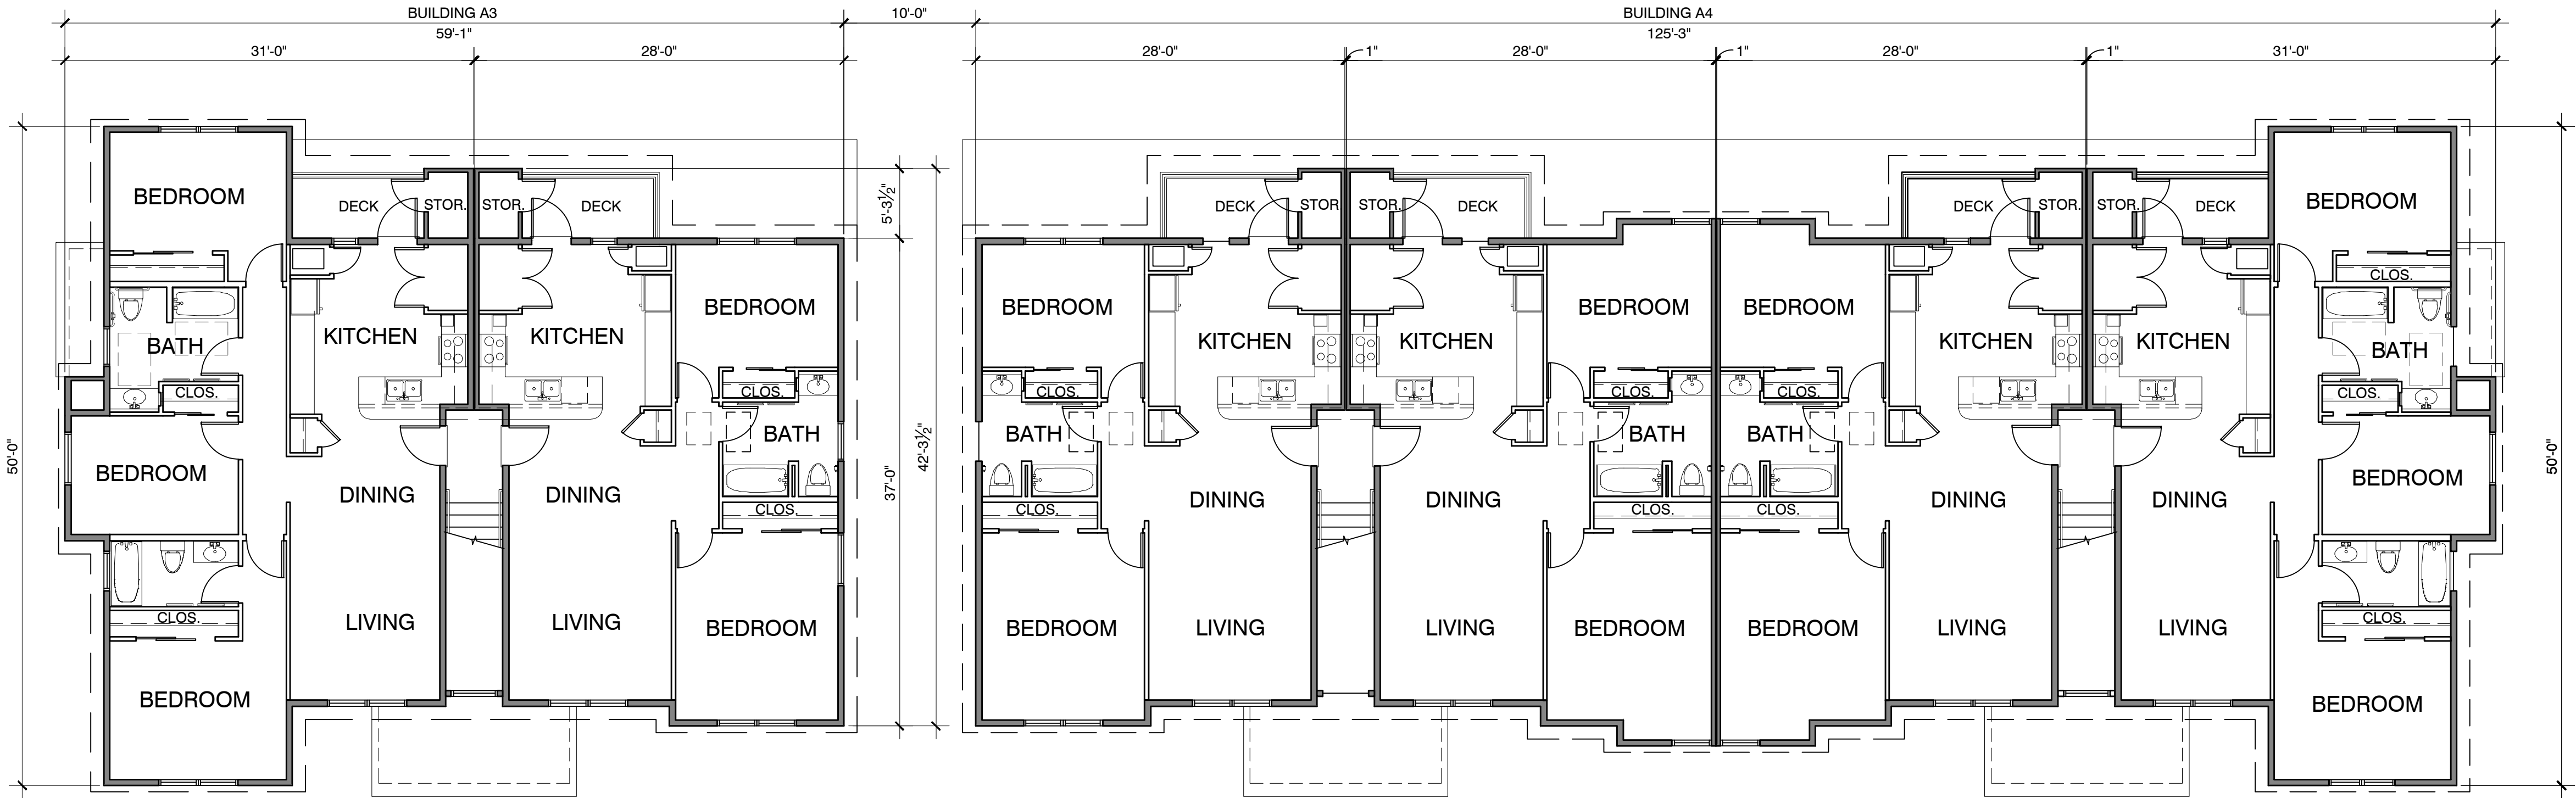 BUILDING A3
10'-0"
BUILDING A4
59'-1"
125'-3"
31'-0"
28'-0"
28'-0"
1"
28'-0"
1"
28'-0"
1"
31'-0"
BEDROOM
DECK
STOR.
STOR.
DECK
5'-3½"
DECK
STOR.
STOR.
DECK
DECK
STOR.
STOR.
DECK
BEDROOM
CLOS.
BEDROOM
BEDROOM
BEDROOM
BEDROOM
KITCHEN
KITCHEN
KITCHEN
KITCHEN
KITCHEN
KITCHEN
BATH
BATH
CLOS.
CLOS.
CLOS.
CLOS.
CLOS.
CLOS.
BATH
BATH
BATH
BATH
50'-0"
42'-3½"
37'-0"
50'-0"
BEDROOM
BEDROOM
DINING
DINING
DINING
DINING
DINING
DINING
CLOS.
CLOS.
CLOS.
CLOS.
CLOS.
CLOS.
LIVING
LIVING
BEDROOM
BEDROOM
LIVING
LIVING
BEDROOM
BEDROOM
LIVING
LIVING
BEDROOM
BEDROOM